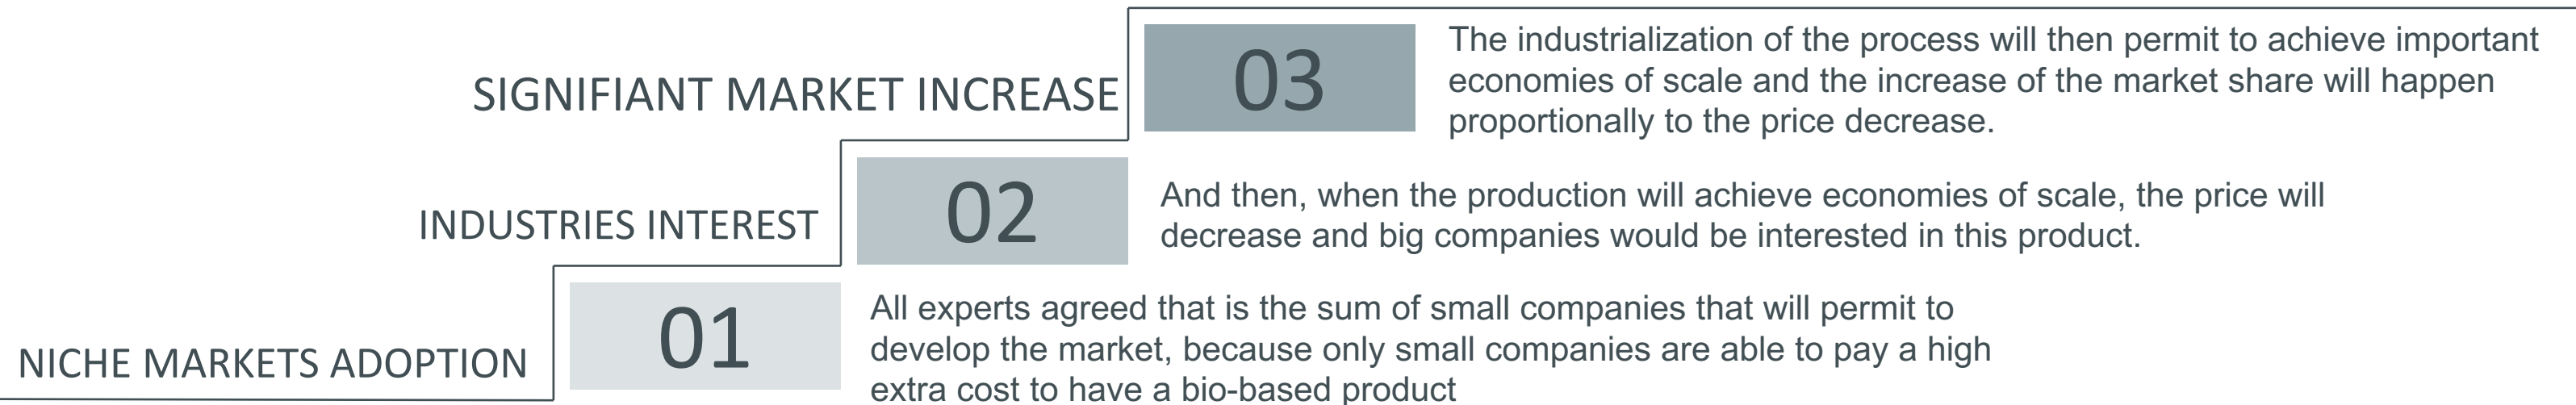 SIGNIFIANT MARKET INCREASE
03
The industrialization of the process will then permit to achieve important
economies of scale and the increase of the market share will happen
proportionally to the price decrease.
INDUSTRIES INTEREST
02
And then, when the production will achieve economies of scale, the price will
decrease and big companies would be interested in this product.
NICHE MARKETS ADOPTION
01
All experts agreed that is the sum of small companies that will permit to
develop the market, because only small companies are able to pay a high
extra cost to have a bio-based product